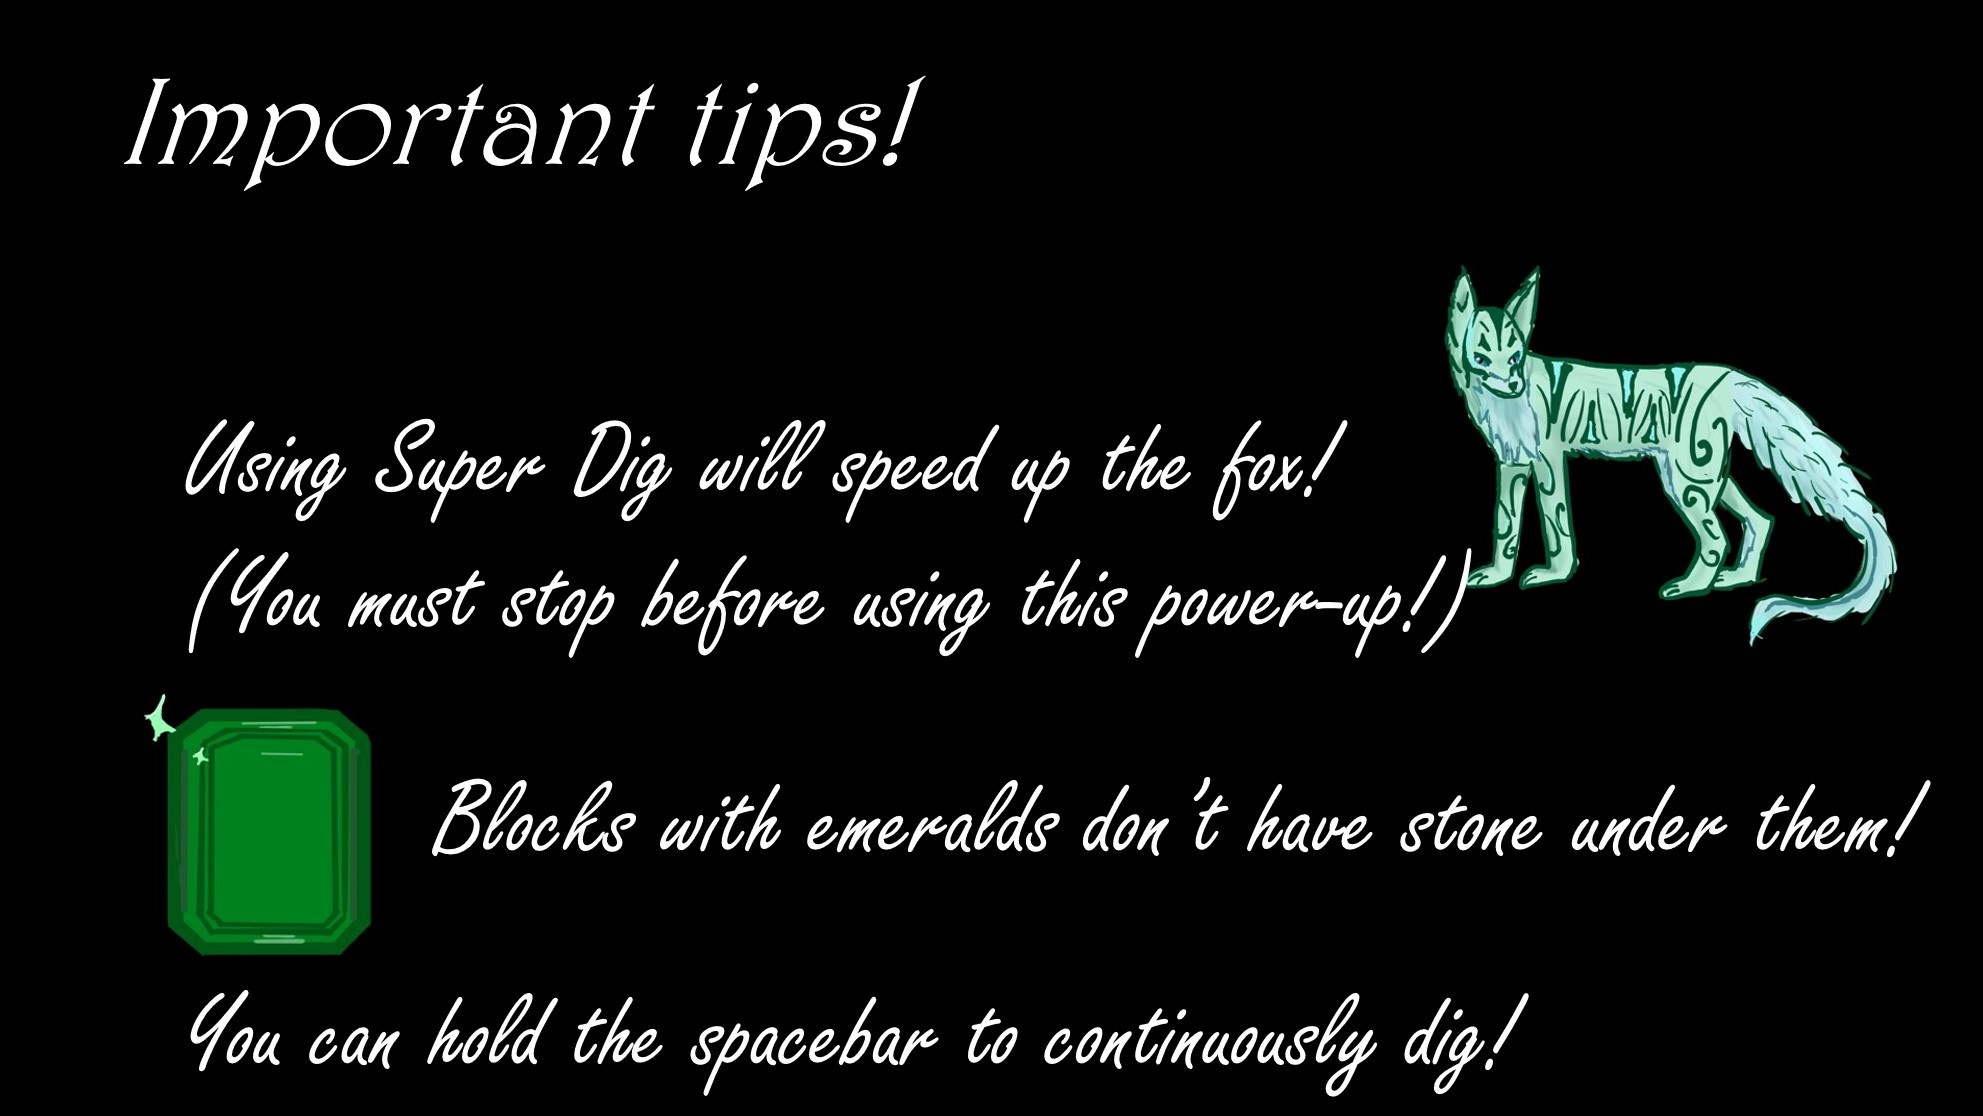 Important tips!
Using Super Dig will speed up the fox!
(You must stop before using this power-up!)
Blocks with emeralds don't have stone under them!
You can hold the spacebar to continuously dig!